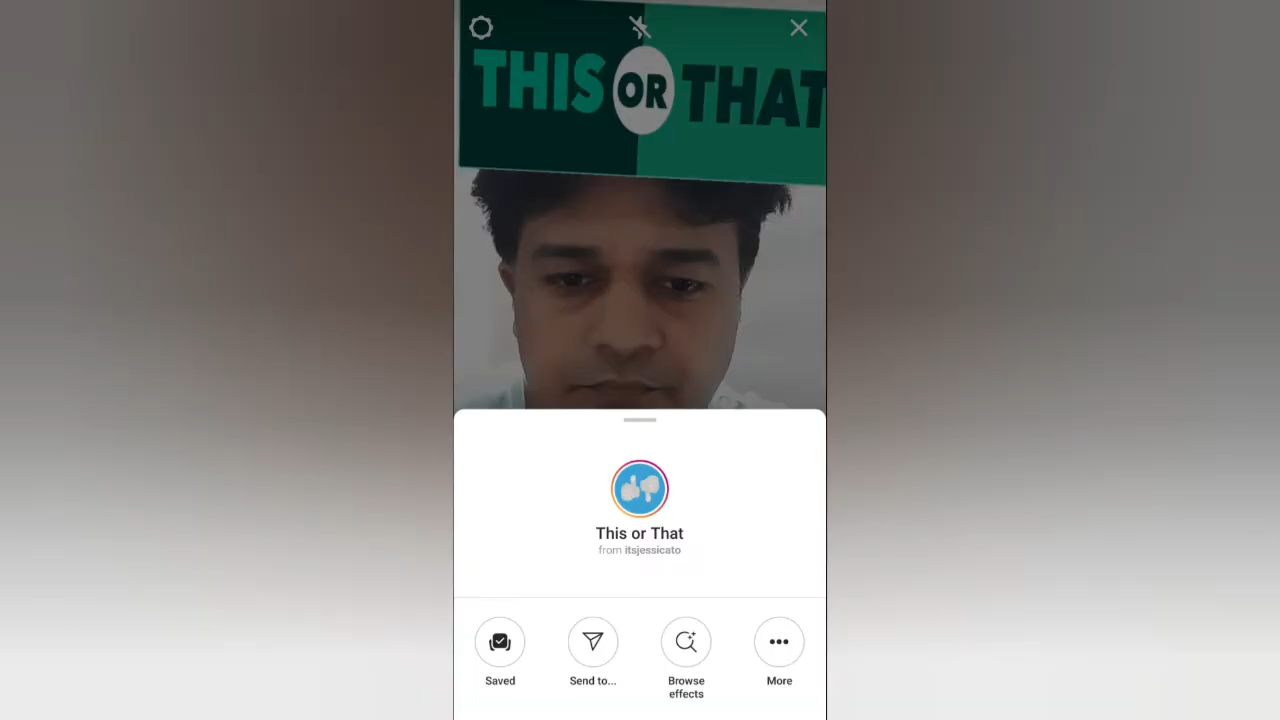 THIS OR THAT
This or That
from itsjessicato
Saved
Send to...
Browse
effects
More